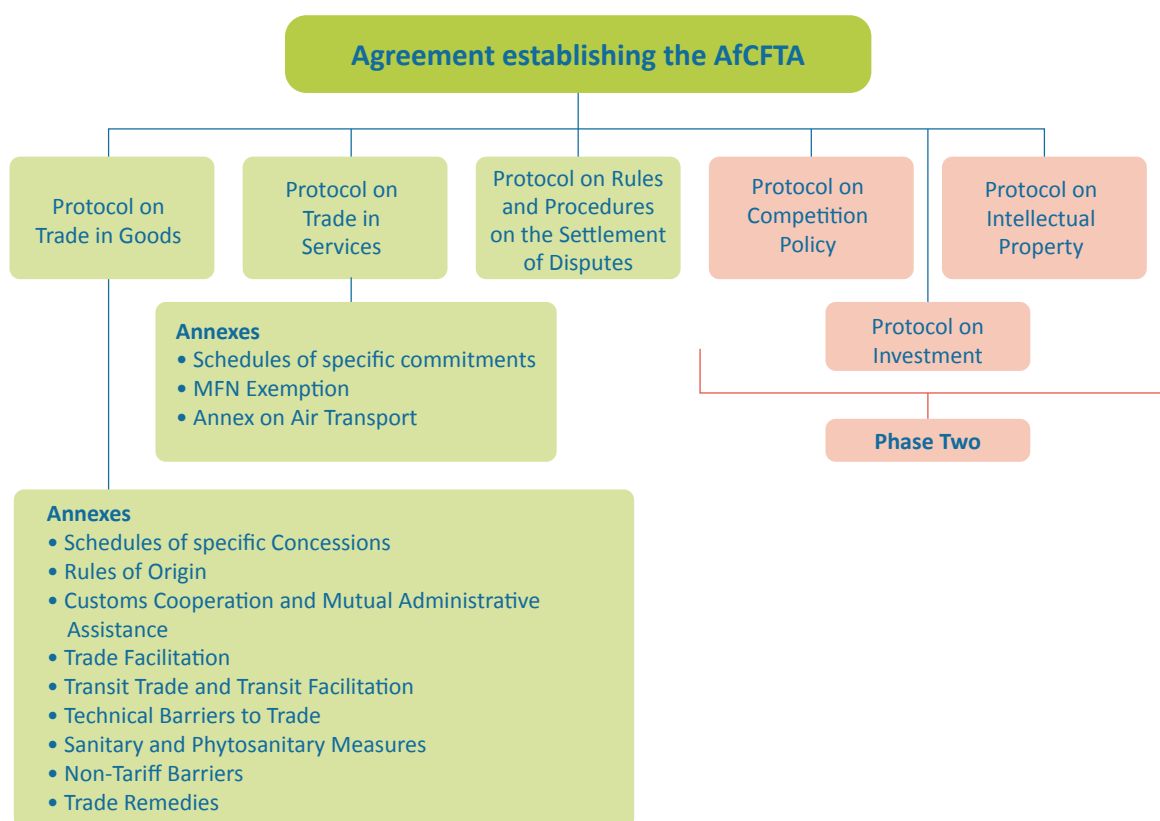 Agreement establishing the AfCFTA
Protocol on
Trade in Goods
Protocol on
Trade in
Services
Protocol on Rules
and Procedures
on the Settlement
of Disputes
Protocol on
Competition
Policy
Protocol on
Intellectual
Property
Protocol on
Investment
Phase Two
Annexes
• Schedules of specific commitments
• MFN Exemption
• Annex on Air Transport
Annexes
• Schedules of specific Concessions
• Rules of Origin
• Customs Cooperation and Mutual Administrative
Assistance
• Trade Facilitation
• Transit Trade and Transit Facilitation
• Technical Barriers to Trade
• Sanitary and Phytosanitary Measures
• Non-Tariff Barriers
• Trade Remedies